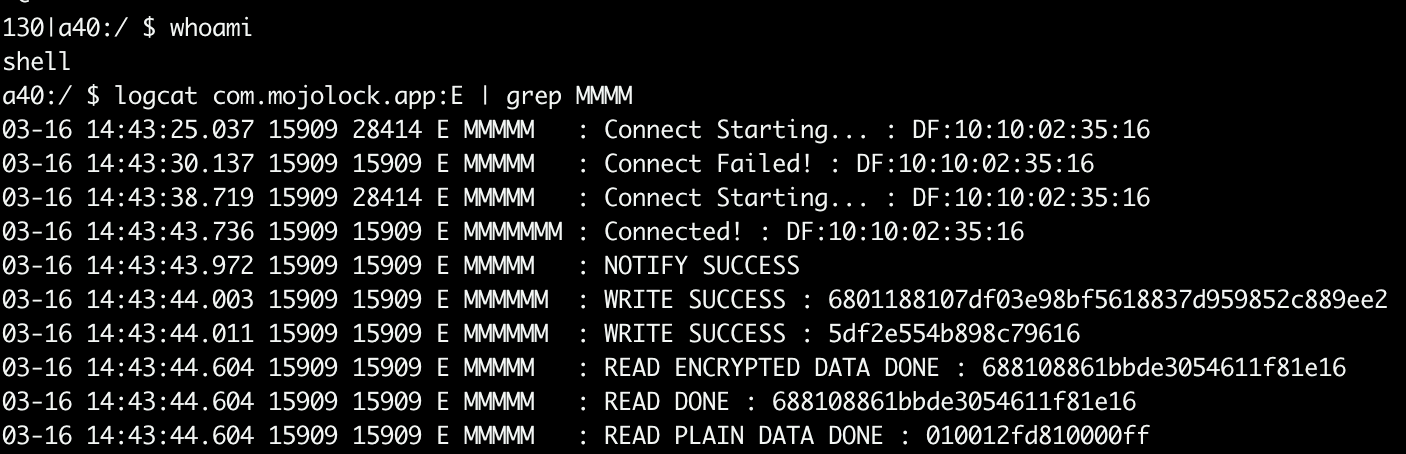 130|a40:/ $ whoami
shell
a40:/ $ logcat com.mojolock.app:E | grep MMMM
03-16 14:43:25.037 15909 28414 E MMMMM   : Connect Starting... : DF:10:10:02:35:16
03-16 14:43:30.137 15909 15909 E MMMMM   : Connect Failed! : DF:10:10:02:35:16
03-16 14:43:38.719 15909 28414 E MMMMM   : Connect Starting... : DF:10:10:02:35:16
03-16 14:43:43.736 15909 15909 E MMMMMMM : Connected! : DF:10:10:02:35:16
03-16 14:43:43.972 15909 15909 E MMMMM   : NOTIFY SUCCESS
03-16 14:43:44.003 15909 15909 E MMMMMM  : WRITE SUCCESS : 6801188107df03e98bf5618837d959852c889ee2
03-16 14:43:44.011 15909 15909 E MMMMMM  : WRITE SUCCESS : 5df2e554b898c79616
03-16 14:43:44.604 15909 15909 E MMMMM   : READ ENCRYPTED DATA DONE : 688108861bbde3054611f81e16
03-16 14:43:44.604 15909 15909 E MMMMM   : READ DONE : 688108861bbde3054611f81e16
03-16 14:43:44.604 15909 15909 E MMMMM   : READ PLAIN DATA DONE : 010012fd810000ff